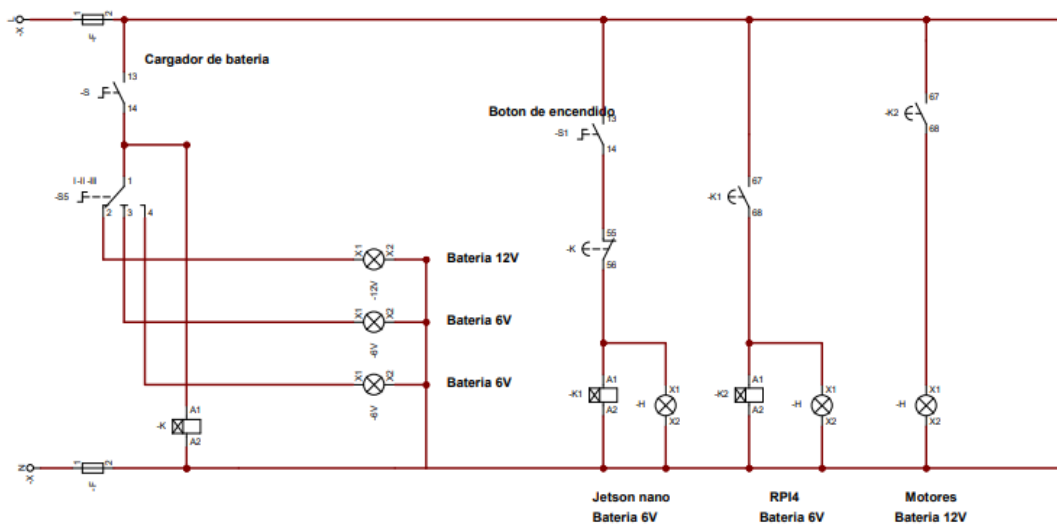 L
-X
1
2
-F
Cargador de bateria
13
-S
14
I -II -III
1
-S5
2
3
4
X1
X2
Bateria 12V
-12V
X1
X2
Bateria 6V
-6V
X1
X2
Bateria 6V
-6V
A1
-K
A2
Boton de encendido
13
-S1
14
55
-K
56
A1
-K1
A2
X1
-H
X2
67
-K1
68
A1
-K2
A2
X1
-H
X2
67
-K2
68
X1
-H
X2
N
-X
1
2
-F
Jetson nano
Bateria 6V
RPI4
Bateria 6V
Motores
Bateria 12V